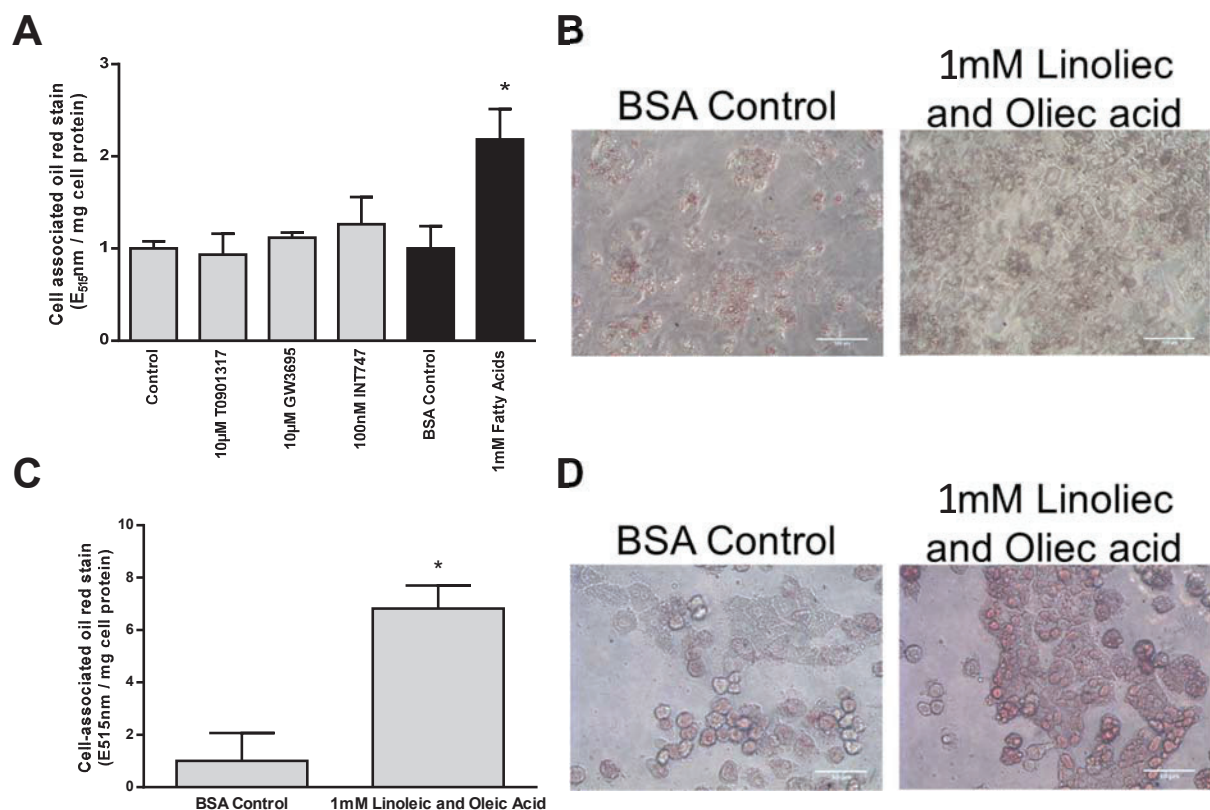 A
Cell associated oil red stain
(E515nm / mg cell protein)
3
2
1
0
*
Control
10µM T0901317
10µM GW3695
100nM INT747
BSA Control
1mM Fatty Acids
B
BSA Control
1mM Linoliec
and Oliec acid
C
Cell-associated oil red stain
(E515nm / mg cell protein)
10
8
6
4
2
0
*
BSA Control
1mM Linoleic and Oleic Acid
D
BSA Control
1mM Linoliec
and Oliec acid